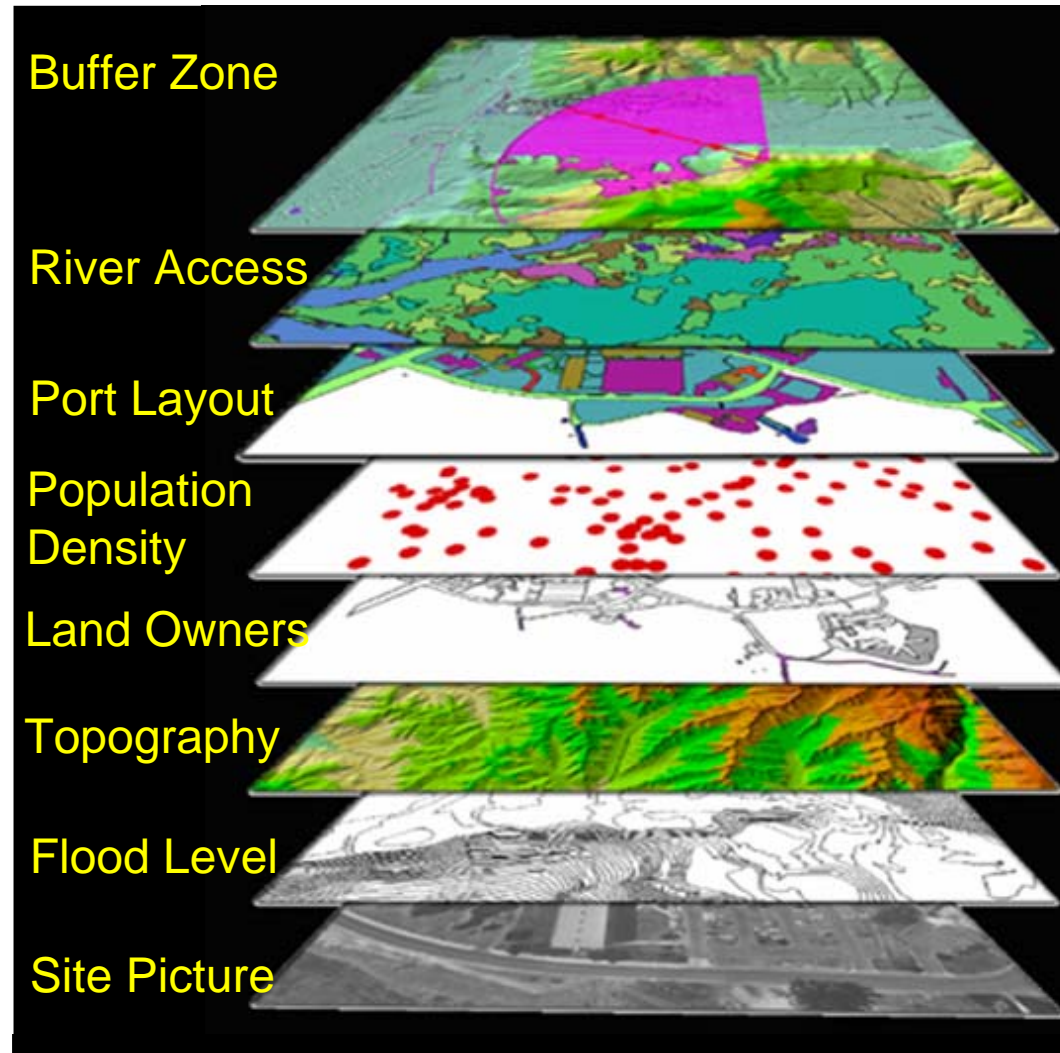 Buffer Zone
River Access
Port Layout
Population
Density
Land Owners
Topography
Flood Level
Site Picture